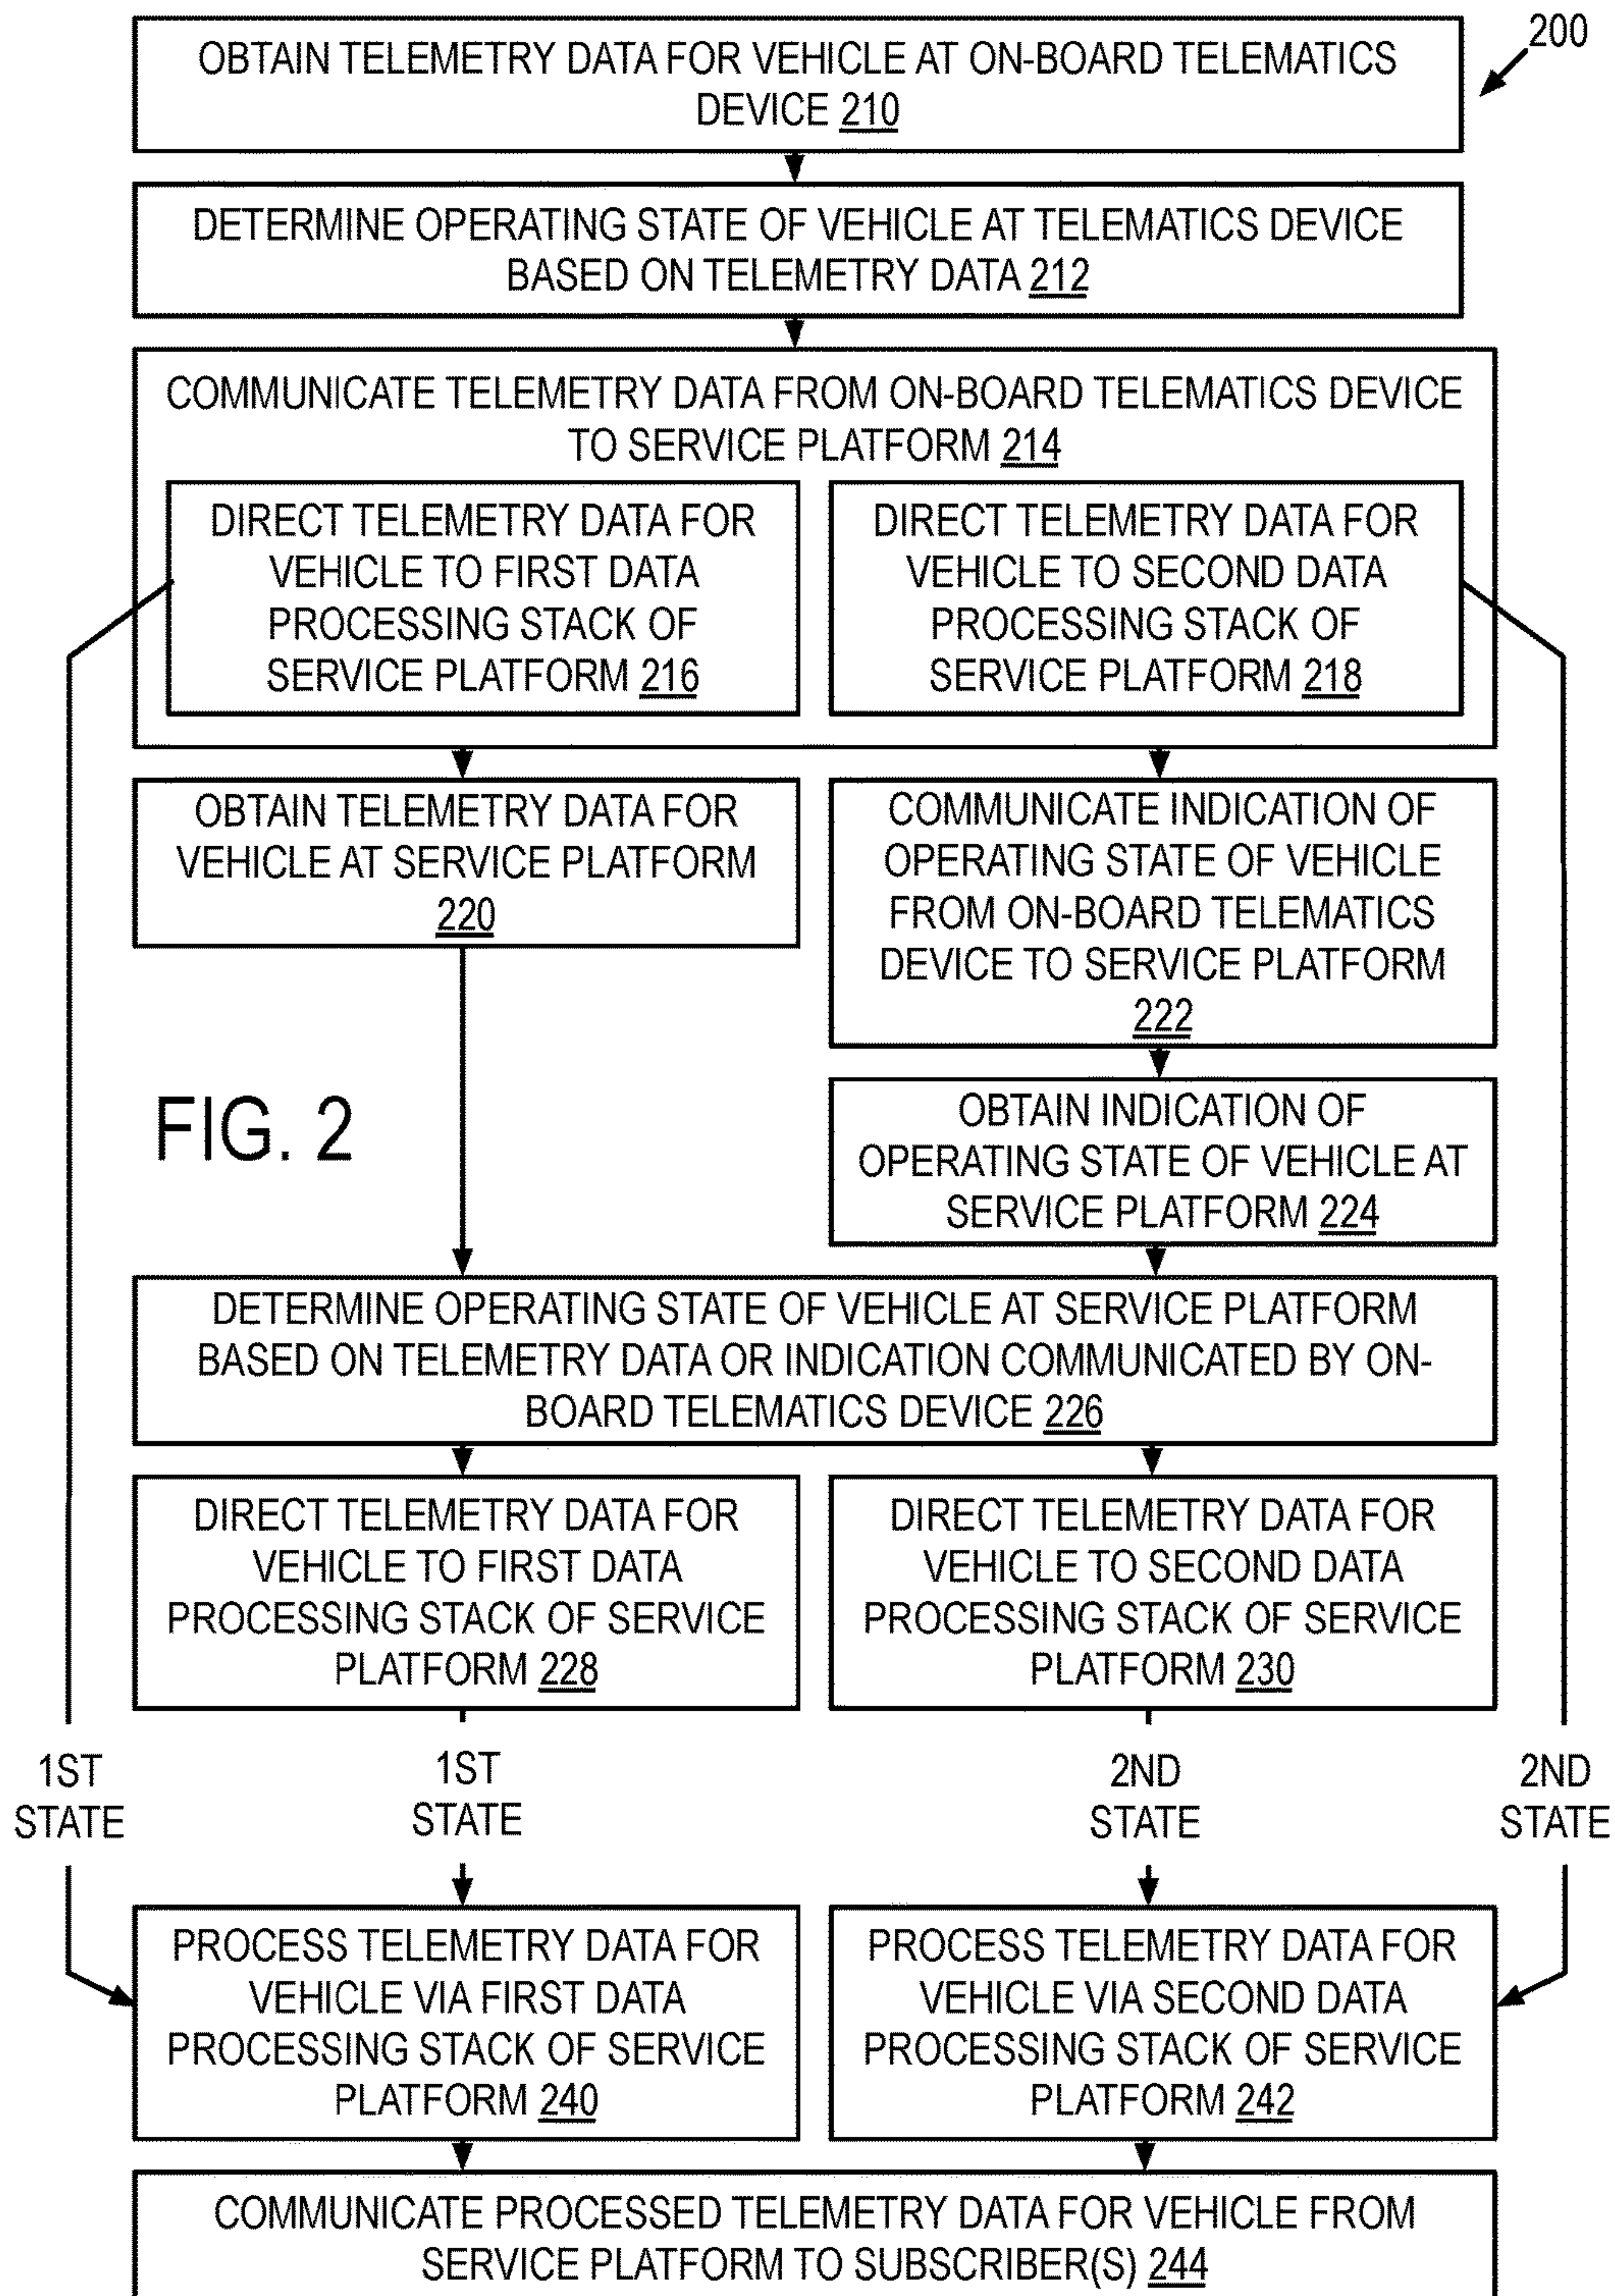 200
OBTAIN TELEMETRY DATA FOR VEHICLE AT ON-BOARD TELEMATICS
DEVICE 210
DETERMINE OPERATING STATE OF VEHICLE AT TELEMATICS DEVICE
BASED ON TELEMETRY DATA 212
COMMUNICATE TELEMETRY DATA FROM ON-BOARD TELEMATICS DEVICE
TO SERVICE PLATFORM 214
DIRECT TELEMETRY DATA FOR
VEHICLE TO FIRST DATA
PROCESSING STACK OF
SERVICE PLATFORM 216
DIRECT TELEMETRY DATA FOR
VEHICLE TO SECOND DATA
PROCESSING STACK OF
SERVICE PLATFORM 218
OBTAIN TELEMETRY DATA FOR
VEHICLE AT SERVICE PLATFORM
220
COMMUNICATE INDICATION OF
OPERATING STATE OF VEHICLE
FROM ON-BOARD TELEMATICS
DEVICE TO SERVICE PLATFORM
222
FIG. 2
OBTAIN INDICATION OF
OPERATING STATE OF VEHICLE AT
SERVICE PLATFORM 224
DETERMINE OPERATING STATE OF VEHICLE AT SERVICE PLATFORM
BASED ON TELEMETRY DATA OR INDICATION COMMUNICATED BY ON-
BOARD TELEMATICS DEVICE 226
DIRECT TELEMETRY DATA FOR
VEHICLE TO FIRST DATA
PROCESSING STACK OF SERVICE
PLATFORM 228
DIRECT TELEMETRY DATA FOR
VEHICLE TO SECOND DATA
PROCESSING STACK OF SERVICE
PLATFORM 230
1ST
STATE
1ST
STATE
2ND
STATE
2ND
STATE
PROCESS TELEMETRY DATA FOR
VEHICLE VIA FIRST DATA
PROCESSING STACK OF SERVICE
PLATFORM 240
PROCESS TELEMETRY DATA FOR
VEHICLE VIA SECOND DATA
PROCESSING STACK OF SERVICE
PLATFORM 242
COMMUNICATE PROCESSED TELEMETRY DATA FOR VEHICLE FROM
SERVICE PLATFORM TO SUBSCRIBER(S) 244